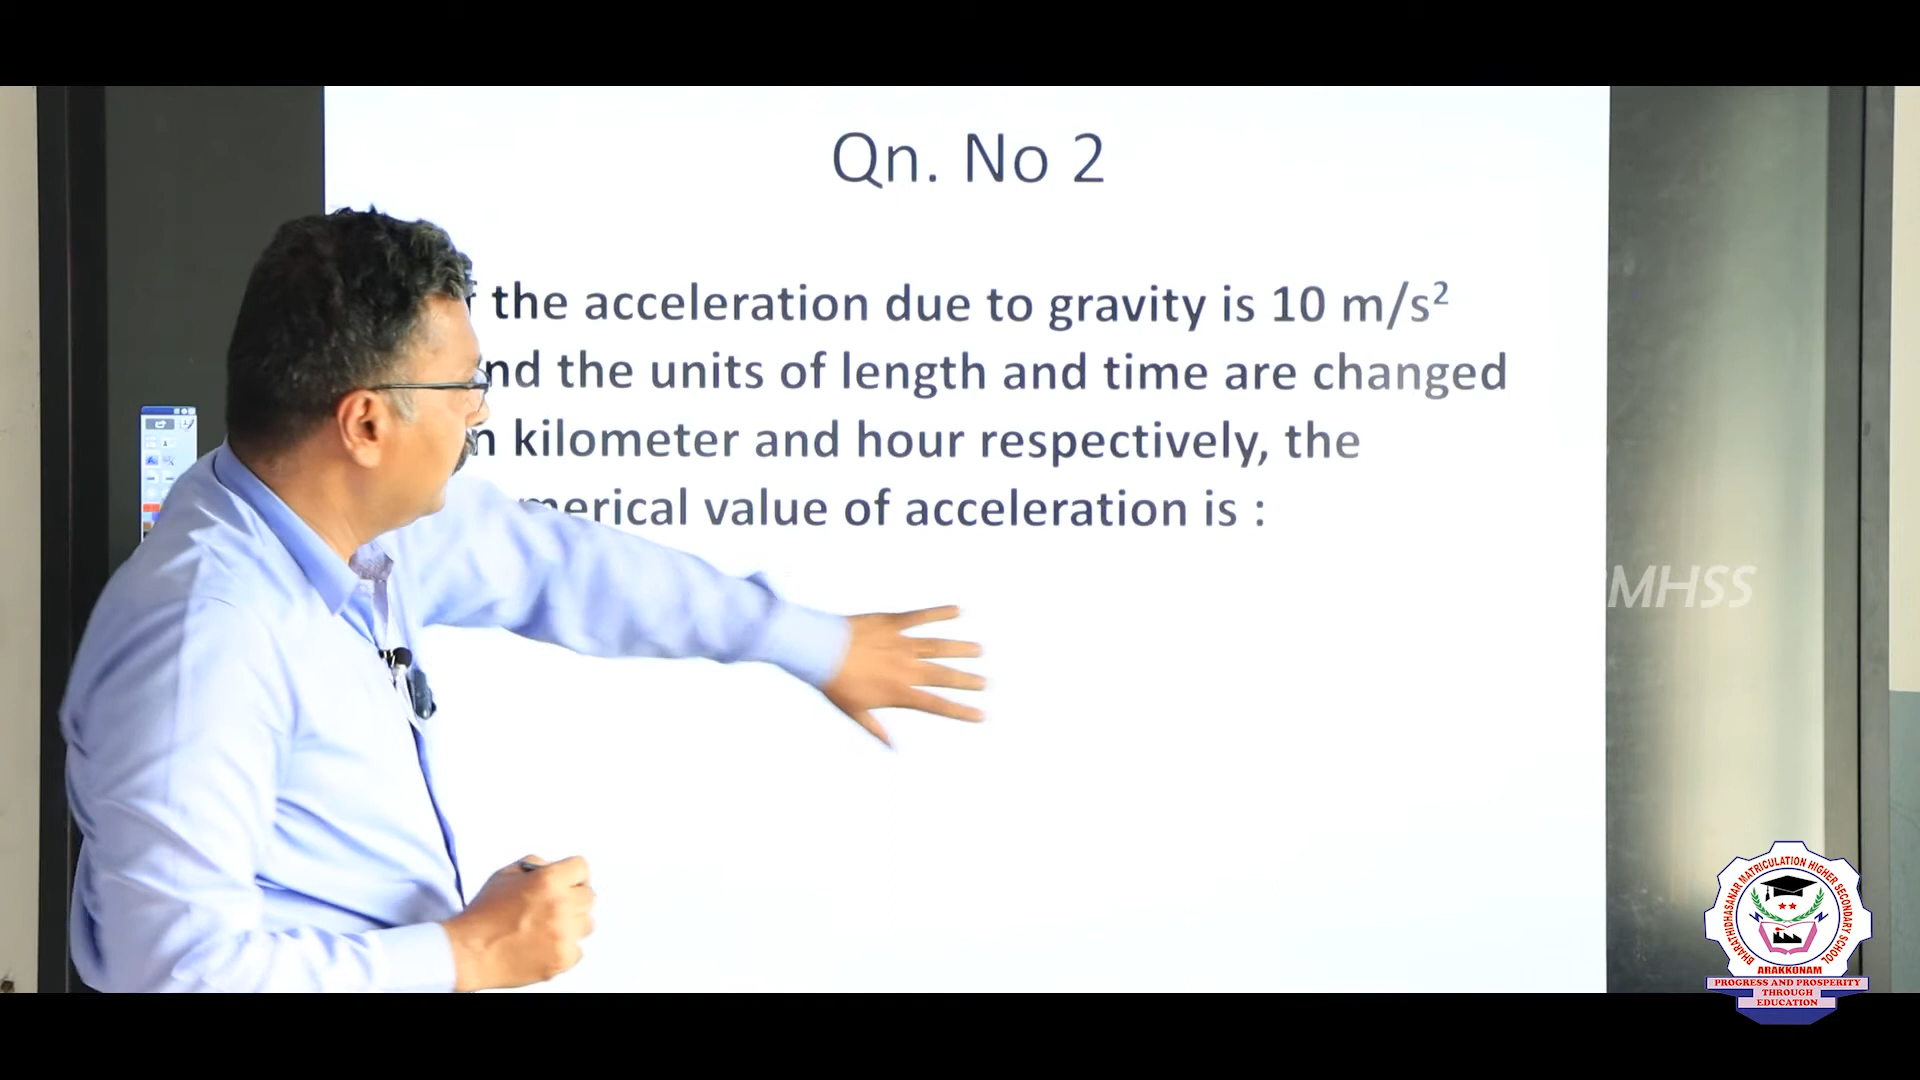 Qn. No 2
the acceleration due to gravity is 10 m/s²
the units of length and time are changed
kilometer and hour respectively, the
value of acceleration is :
MHSS
BHARATHIDHASANAR MATRICULATION HIGHER SECONDARY SCHOOL
ARAKKONAM
PROGRESS AND PROSPERITY
THROUGH
EDUCATION